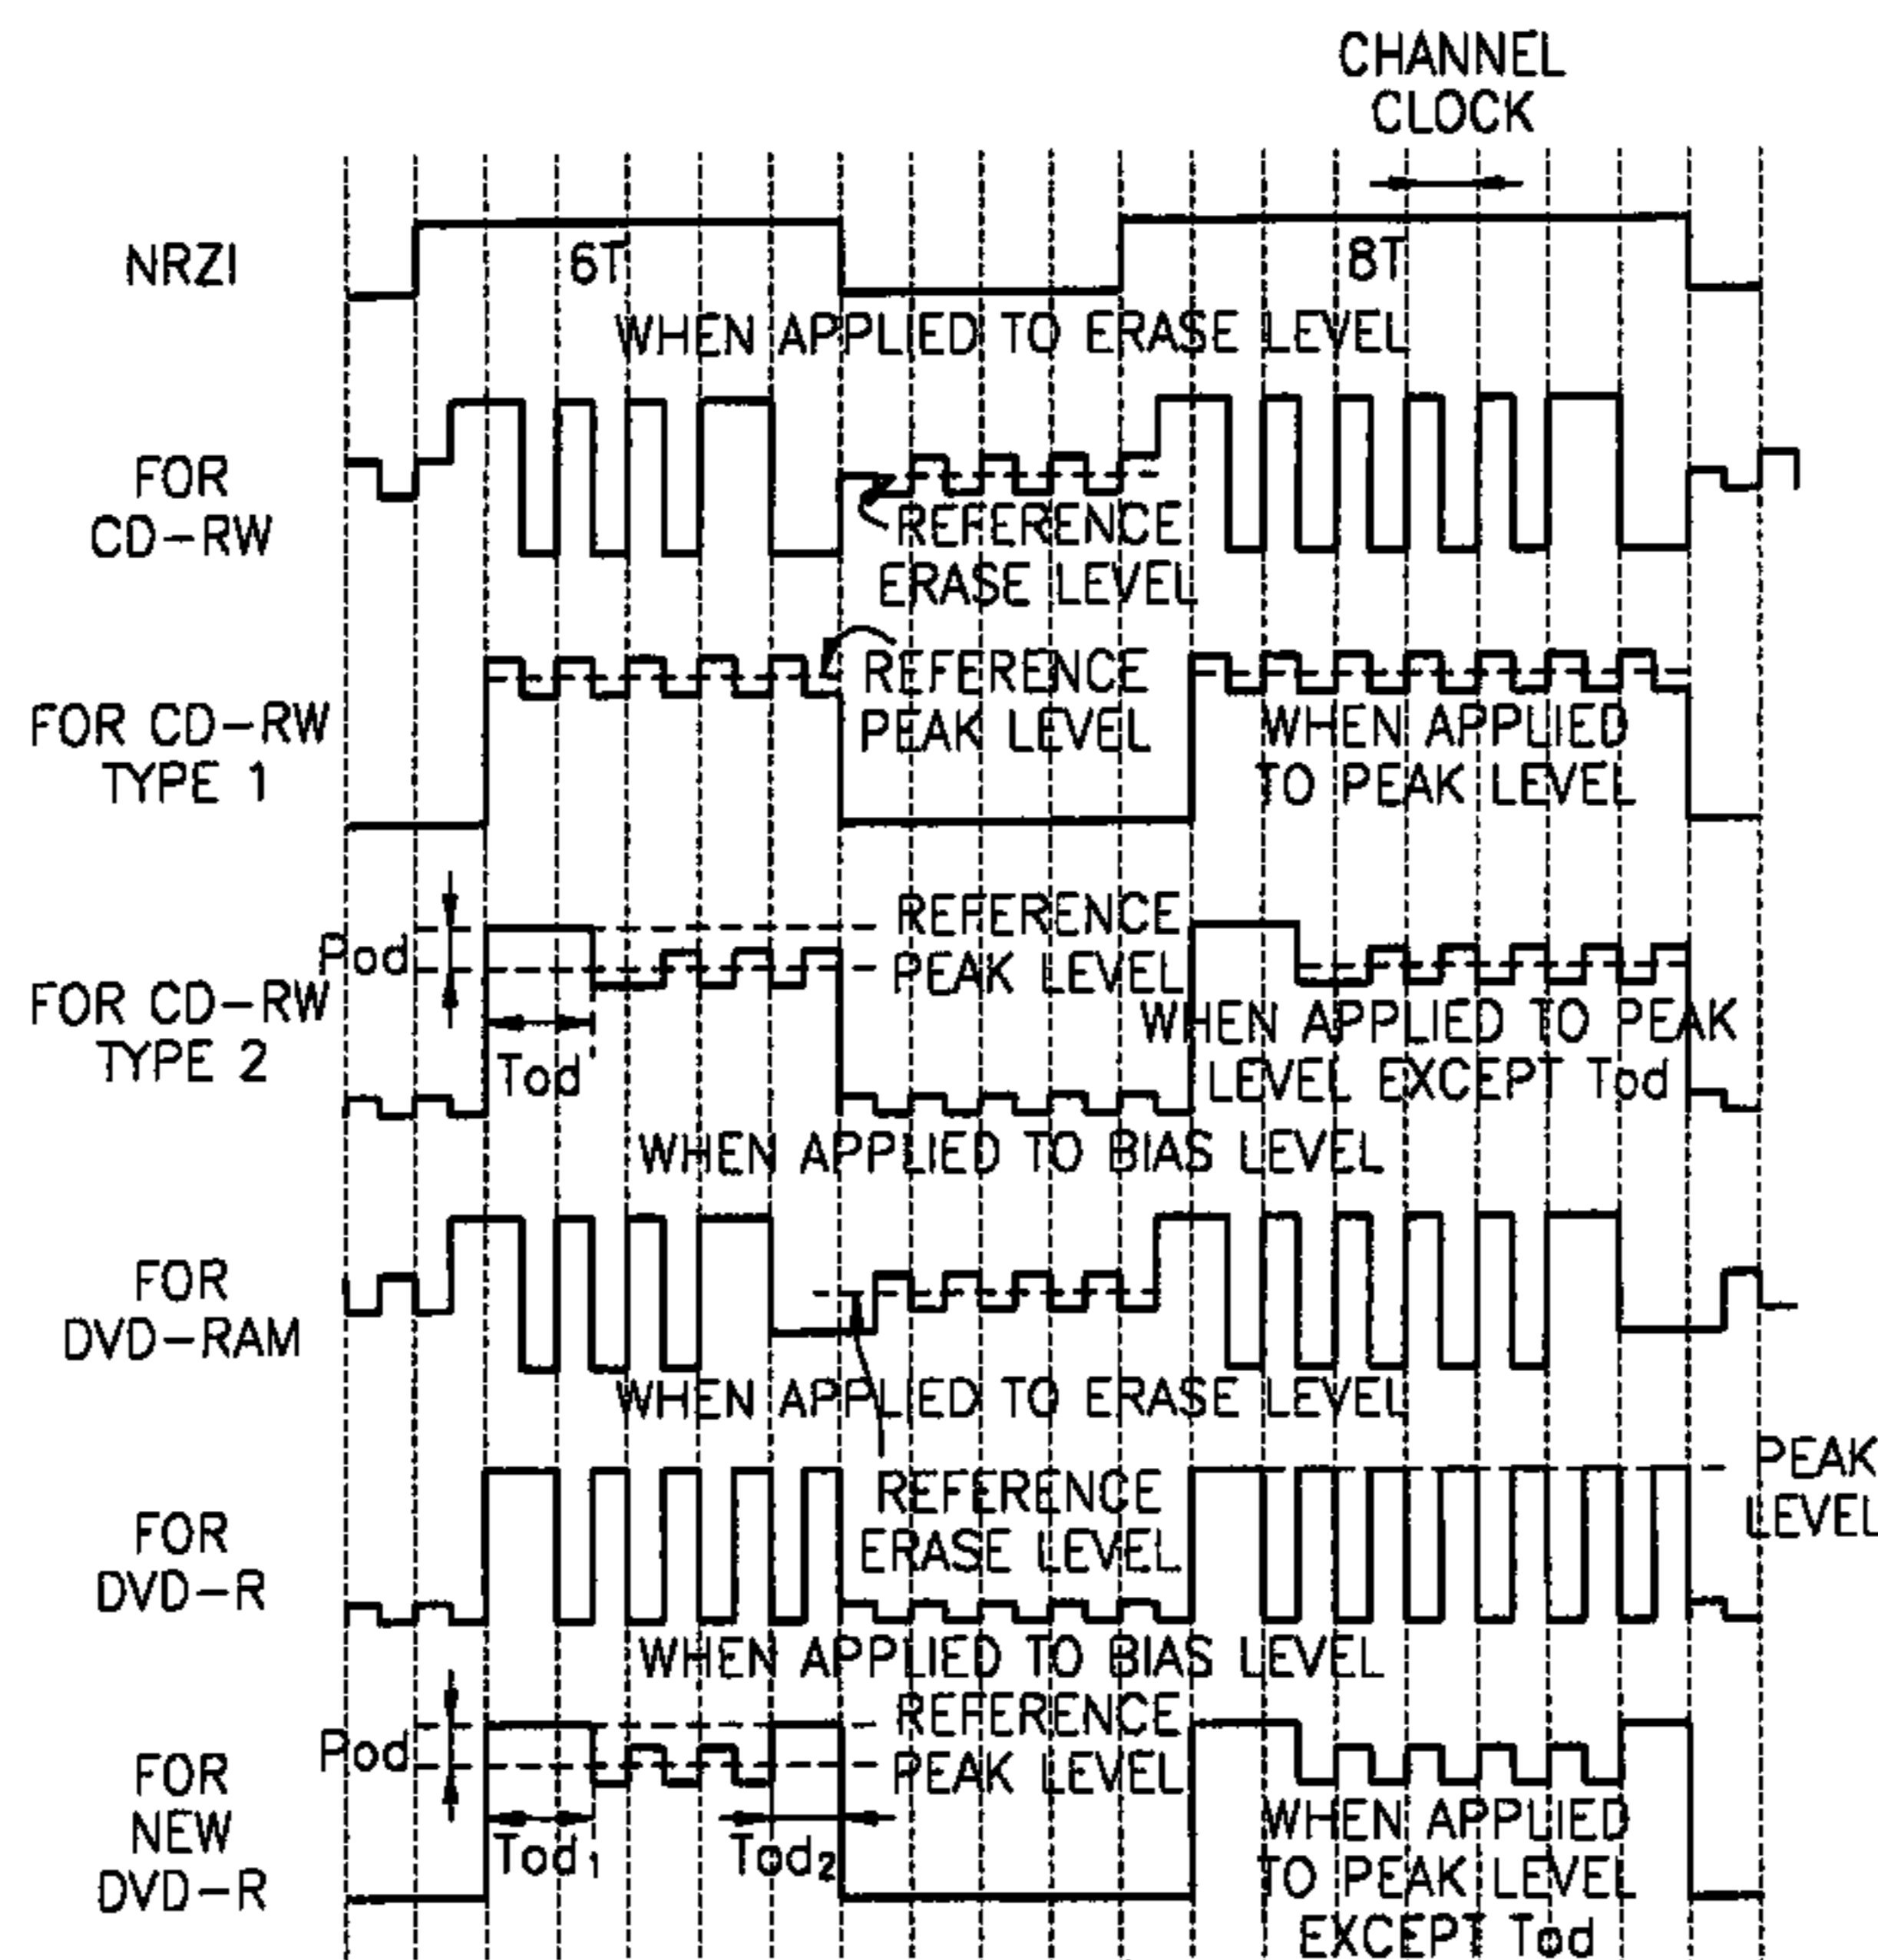 CHANNEL
CLOCK
NRZI
6T
8T
WHEN APPLIED TO ERASE LEVEL
FOR
CD-RW
REFERENCE
ERASE LEVEL
FOR CD-RW
TYPE 1
REFERENCE
PEAK LEVEL
WHEN APPLIED
TO PEAK LEVEL
Pod
FOR CD-RW
TYPE 2
Tod
REFERENCE
PEAK LEVEL
WHEN APPLIED TO PEAK
LEVEL EXCEPT Tod
WHEN APPLIED TO BIAS LEVEL
FOR
DVD-RAM
WHEN APPLIED TO ERASE LEVEL
REFERENCE
ERASE LEVEL
PEAK
LEVEL
FOR
DVD-R
WHEN APPLIED TO BIAS LEVEL
Pod
FOR
NEW
DVD-R
Tod1
Tod2
REFERENCE
PEAK LEVEL
WHEN APPLIED
TO PEAK LEVEL
EXCEPT Tod